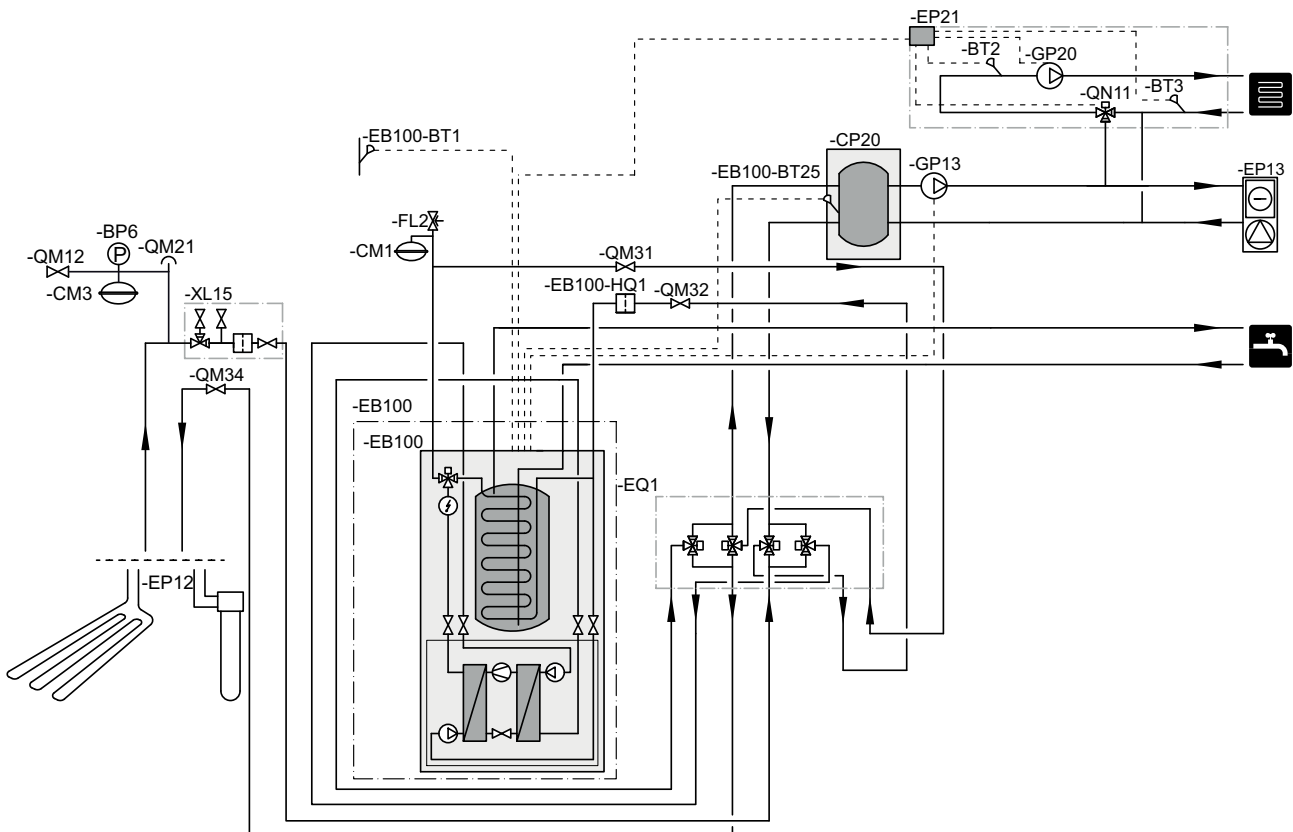 -EP21
-BT2
-GP20
-QN11
-BT3
-EB100-BT1
-CP20
-EB100-BT25
-GP13
-EP13
-FL2
-BP6
-QM21
-QM12
-CM1
-QM31
-CM3
-XL15
-EB100-HQ1
-QM32
-QM34
-EB100
-EB100
-EQ1
-EP12
P